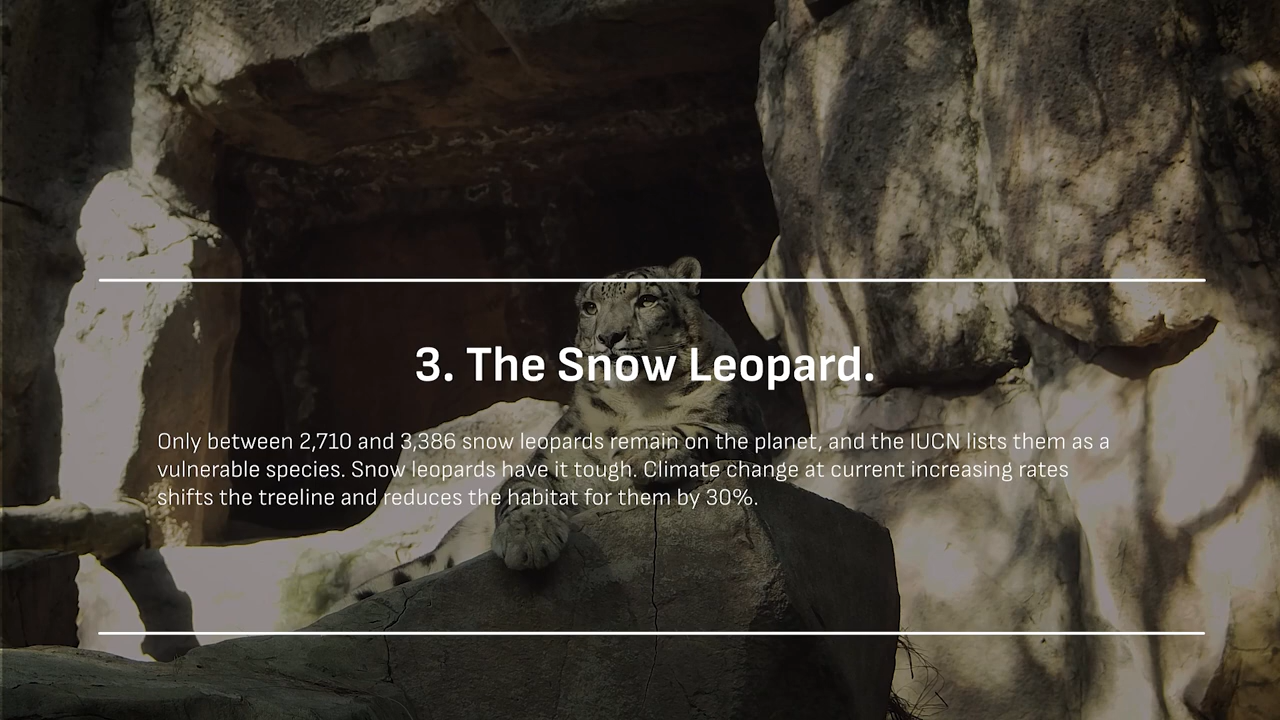 3. The Snow Leopard.
Only between 2,710 and 3,386 snow leopards remain on the planet, and the IUCN lists them as a
vulnerable species. Snow leopards have it tough. Climate change at current increasing rates
shifts the treeline and reduces the habitat for them by 30%.